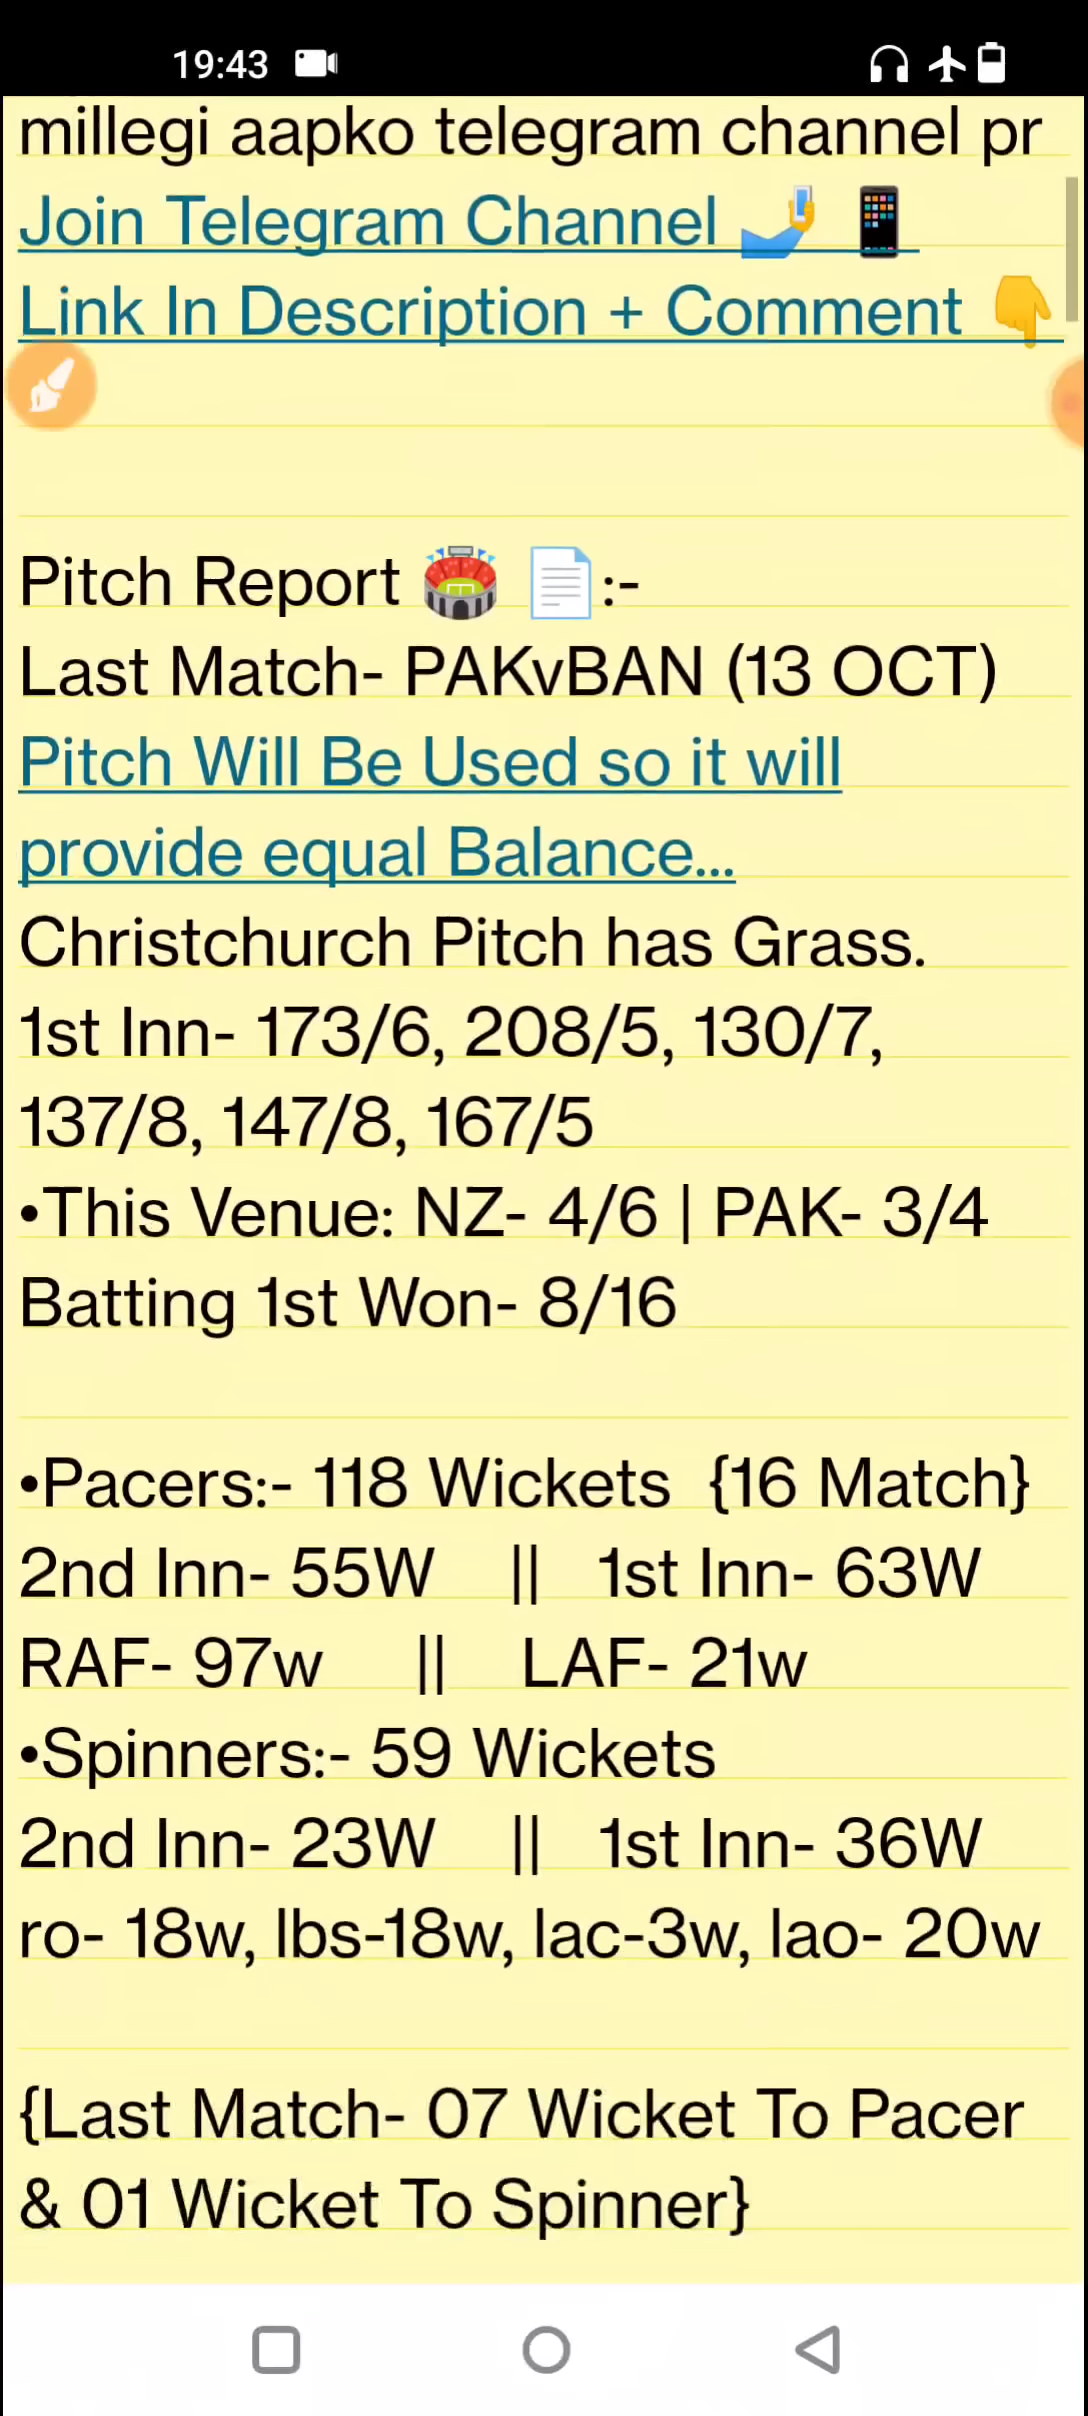 19:43
millegi aapko telegram channel pr
Join Telegram Channel 🤳 📱
Link In Description + Comment 👇
Pitch Report 🏟️ 📄:-
Last Match- PAKvBAN (13 OCT)
Pitch Will Be Used so it will
provide equal Balance...
Christchurch Pitch has Grass.
1st Inn- 173/6, 208/5, 130/7,
137/8, 147/8, 167/5
•This Venue: NZ- 4/6 | PAK- 3/4
Batting 1st Won- 8/16
•Pacers:- 118 Wickets {16 Match}
2nd Inn- 55W || 1st Inn- 63W
RAF- 97w || LAF- 21w
•Spinners:- 59 Wickets
2nd Inn- 23W || 1st Inn- 36W
ro- 18w, lbs-18w, lac-3w, lao- 20w
{Last Match- 07 Wicket To Pacer
& 01 Wicket To Spinner}